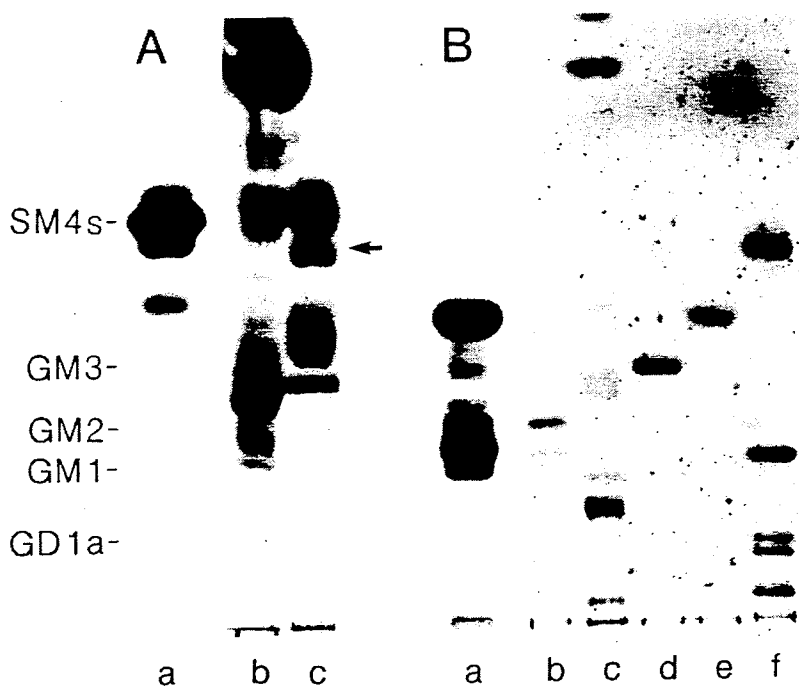 A
B
SM4s-
GM3-
GM2-
GM1-
GD1a-
a b c a b c d e f